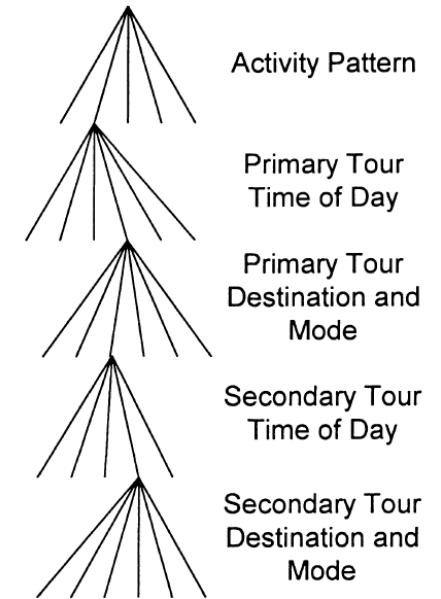 Activity Pattern
Primary Tour
Time of Day
Primary Tour
Destination and
Mode
Secondary Tour
Time of Day
Secondary Tour
Destination and
Mode